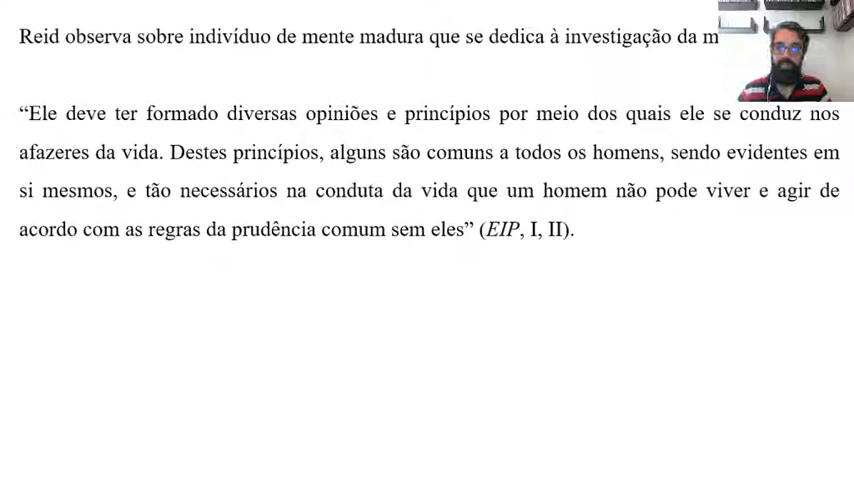 Reid observa sobre indivíduo de mente madura que se dedica à investigação da
“Ele deve ter formado diversas opiniões e princípios por meio dos quais ele se conduz nos
afazeres da vida. Destes princípios, alguns são comuns a todos os homens, sendo evidentes em
si mesmos, e tão necessários na conduta da vida que um homem não pode viver e agir de
acordo com as regras da prudência comum sem eles” (EIP, I, II).